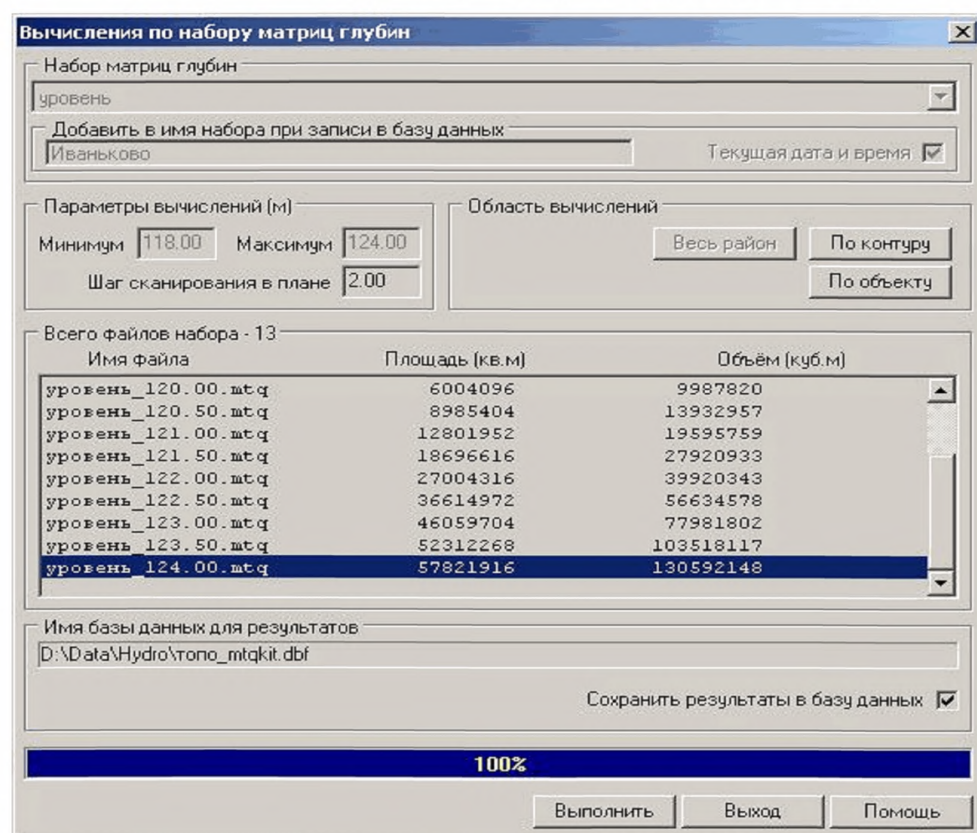 Вычисления по набору матриц глубин
Набор матриц глубин
уровень
Добавить в имя набора при записи в базу данных
Иваньково Текущая дата и время
Параметры вычислений (м) Область вычислений
Минимум 118.00 Максимум 124.00 Весь район По контуру
Шаг сканирования в плане 2.00 По объекту
Всего файлов набора - 13
Имя файла Площадь (кв.м) Объём (куб.м)
уровень_120.00.mtq 6004096 9987820
уровень_120.50.mtq 8985404 13932957
уровень_121.00.mtq 12801952 19595759
уровень_121.50.mtq 18696616 27920933
уровень_122.00.mtq 27004316 39920343
уровень_122.50.mtq 36614972 56634578
уровень_123.00.mtq 46059704 77981802
уровень_123.50.mtq 52312268 103518117
уровень_124.00.mtq 57821916 130592148
Имя базы данных для результатов
D:\Data\Hydro\топо_mtqkit.dbf
Сохранить результаты в базу данных
100%
Выполнить Выход Помощь